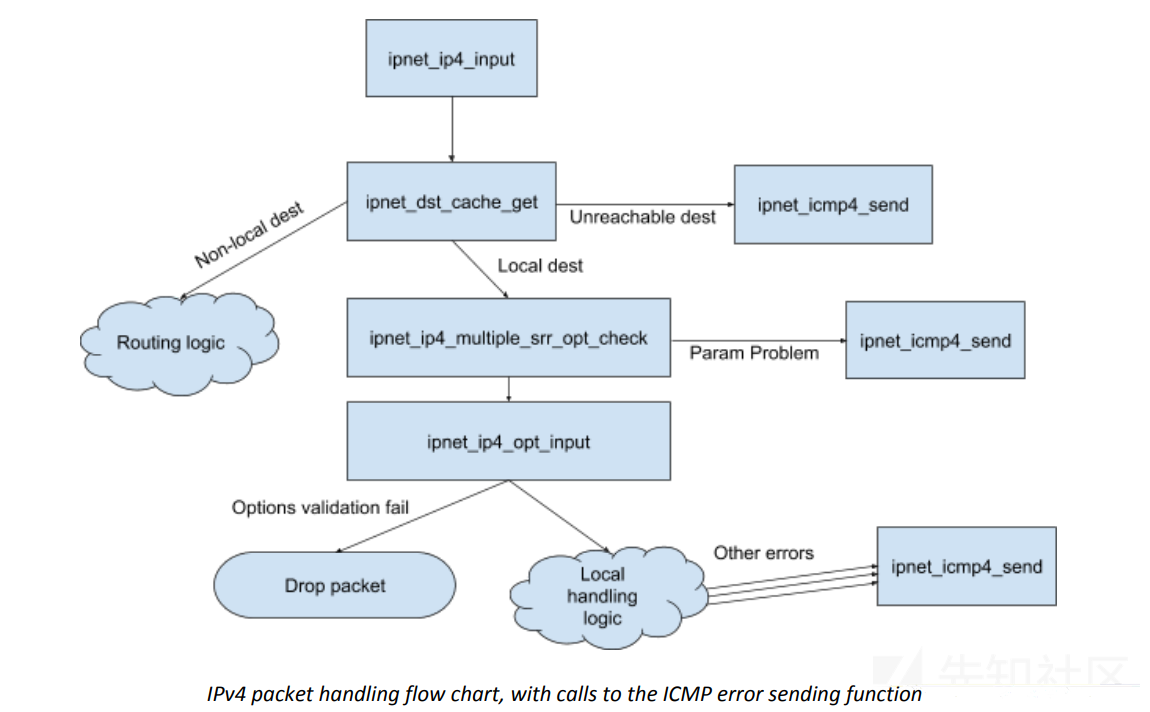 ipnet_ip4_input
ipnet_dst_cache_get
Unreachable dest
ipnet_icmp4_send
Non-local dest
Local dest
Routing logic
ipnet_ip4_multiple_srr_opt_check
Param Problem
ipnet_icmp4_send
ipnet_ip4_opt_input
Options validation fail
Drop packet
Local
handling
logic
Other errors
ipnet_icmp4_send
IPv4 packet handling flow chart, with calls to the ICMP error sending function
先知社区